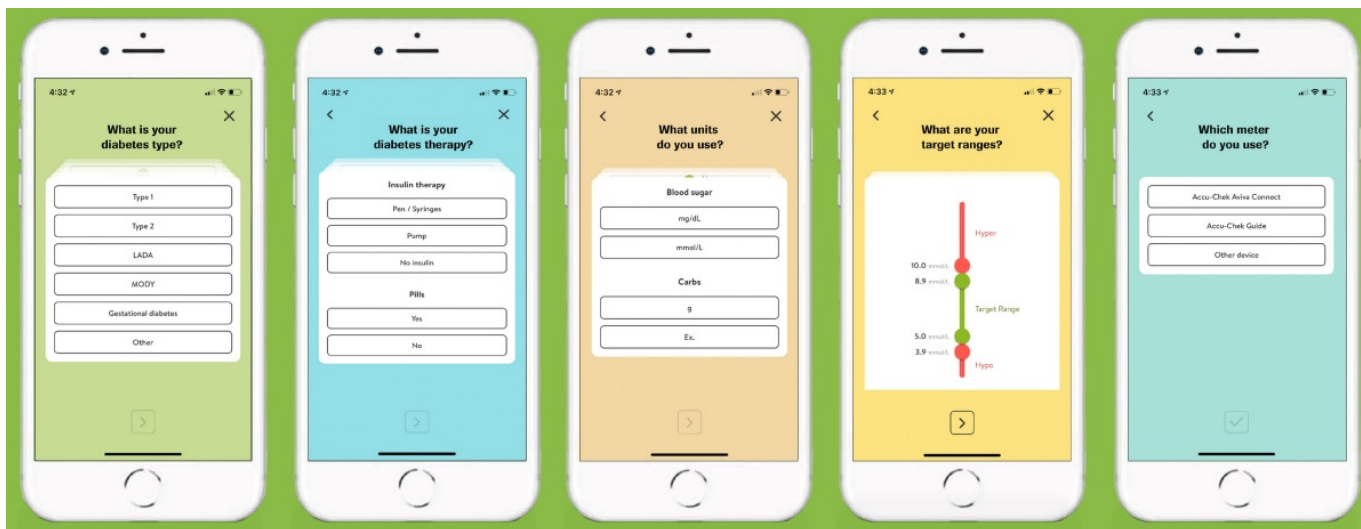 4:32
What is your
diabetes type?
Type 1
Type 2
LADA
MODY
Gestational diabetes
Other
4:32
What is your
diabetes therapy?
Insulin therapy
Pen / Syringes
Pump
No insulin
Pills
Yes
No
4:32
What units
do you use?
Blood sugar
mg/dL
mmol/L
Carbs
g
Ex.
4:33
What are your
target ranges?
Hyper
10.0 mmol/L
8.9 mmol/L
Target Range
5.0 mmol/L
3.9 mmol/L
Hypo
4:33
Which meter
do you use?
Accu-Chek Aviva Connect
Accu-Chek Guide
Other device